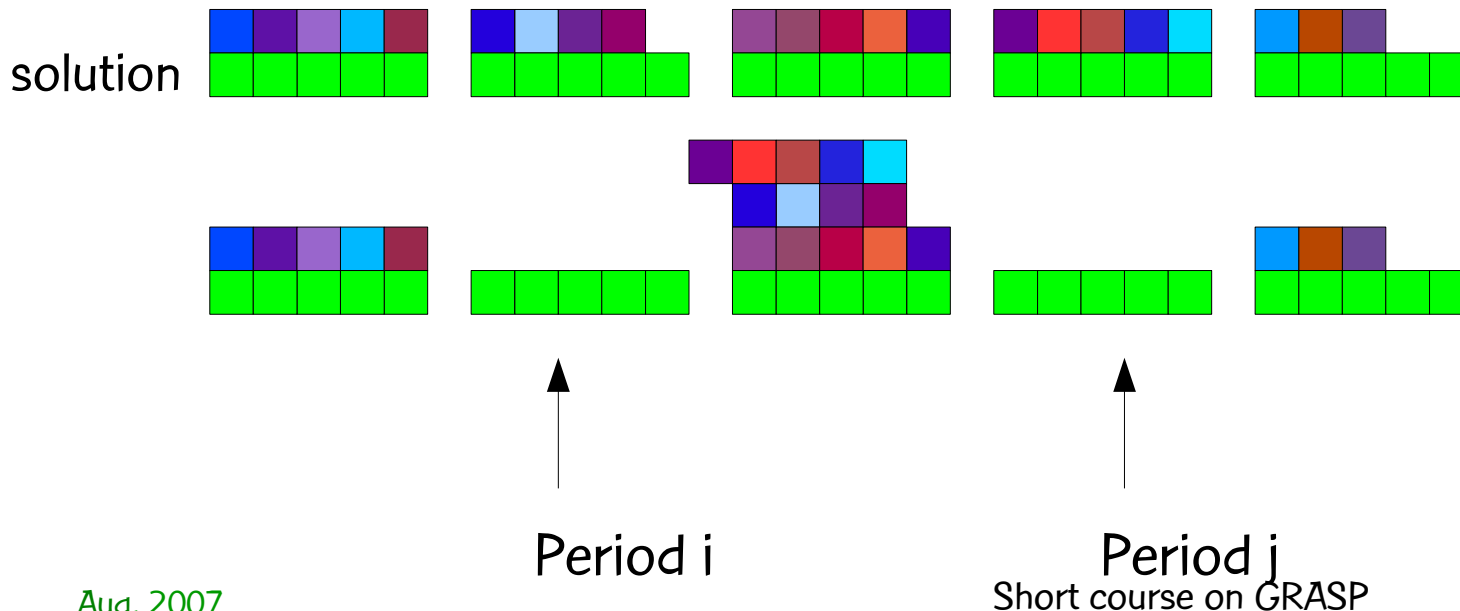 solution
Period i
Period j
Aug. 2007
Short course on GRASP